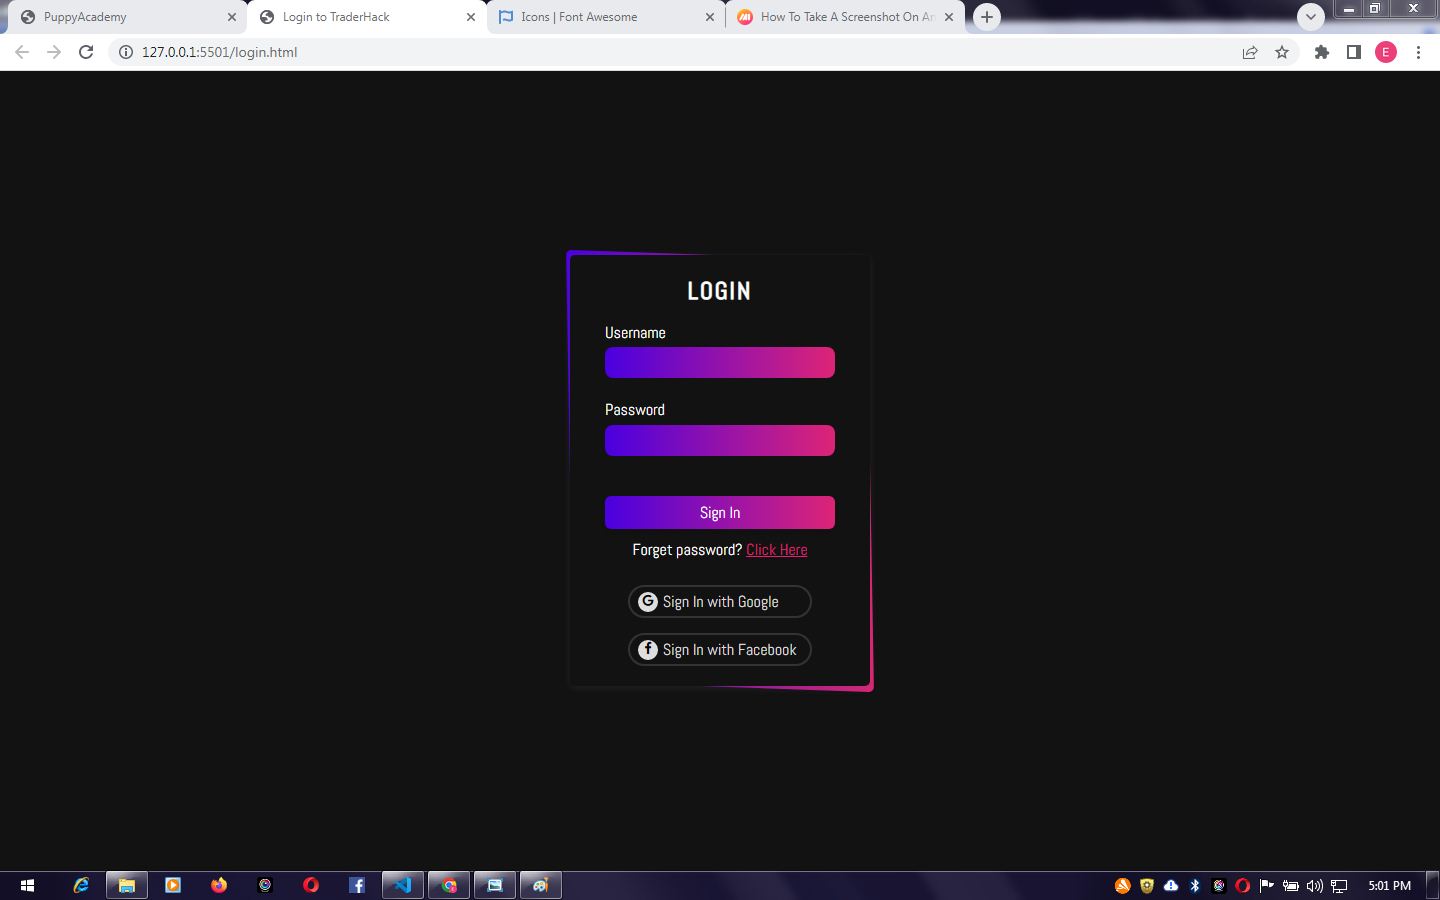 PuppyAcademy
Login to TraderHack
Icons | Font Awesome
How To Take A Screenshot On An
127.0.0.1:5501/login.html
E
LOGIN
Username
Password
Sign In
Forget password? Click Here
G Sign In with Google
f Sign In with Facebook
5:01 PM